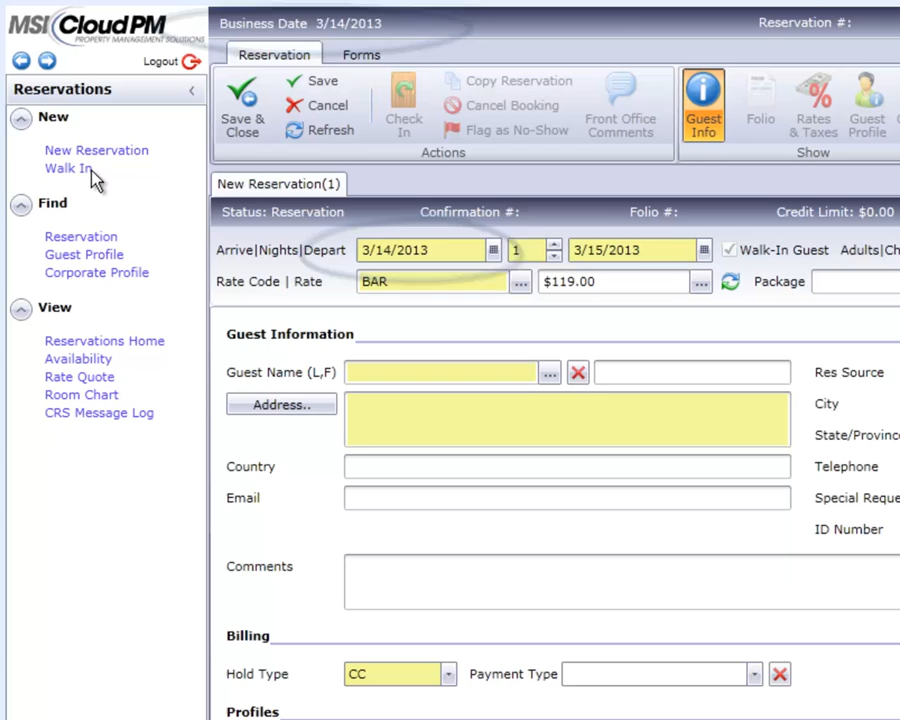 MSI CloudPM
PROPERTY MANAGEMENT SOLUTIONS
Logout
Reservations
New
New Reservation
Walk In
Find
Reservation
Guest Profile
Corporate Profile
View
Reservations Home
Availability
Rate Quote
Room Chart
CRS Message Log
Business Date 3/14/2013
Reservation #:
Reservation Forms
Save & Close
Save
Cancel
Refresh
Check In
Copy Reservation
Cancel Booking
Flag as No-Show
Front Office Comments
Actions
Guest Info
Folio
Rates & Taxes
Guest Profile
Show
New Reservation(1)
Status: Reservation Confirmation #: Folio #: Credit Limit: $0.00
Arrive|Nights|Depart 3/14/2013 1 3/15/2013 Walk-In Guest Adults|Ch
Rate Code | Rate BAR ... $119.00 ... Package
Guest Information
Guest Name (L,F) ... Res Source
Address.. City
State/Province
Country Telephone
Email Special Reque
ID Number
Comments
Billing
Hold Type CC Payment Type
Profiles